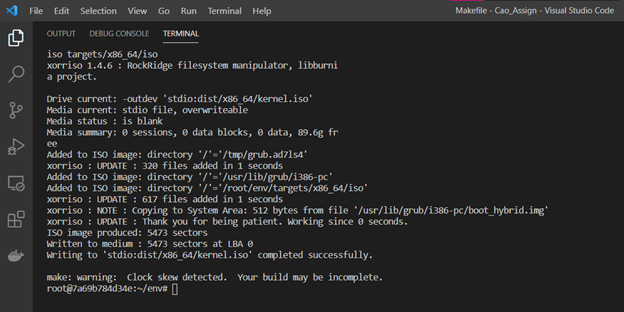 File Edit Selection View Go Run Terminal Help Makefile - Cao_Assign - Visual Studio Code
OUTPUT DEBUG CONSOLE TERMINAL
iso targets/x86_64/iso
xorriso 1.4.6 : RockRidge filesystem manipulator, libburni
a project.
Drive current: -outdev 'stdio:dist/x86_64/kernel.iso'
Media current: stdio file, overwriteable
Media status : is blank
Media summary: 0 sessions, 0 data blocks, 0 data, 89.6g fr
ee
Added to ISO image: directory '/'='/tmp/grub.ad7ls4'
xorriso : UPDATE : 320 files added in 1 seconds
Added to ISO image: directory '/'='/usr/lib/grub/i386-pc'
Added to ISO image: directory '/'='/root/env/targets/x86_64/iso'
xorriso : UPDATE : 617 files added in 1 seconds
xorriso : NOTE : Copying to System Area: 512 bytes from file '/usr/lib/grub/i386-pc/boot_hybrid.img'
xorriso : UPDATE : Thank you for being patient. Working since 0 seconds.
ISO image produced: 5473 sectors
Written to medium : 5473 sectors at LBA 0
Writing to 'stdio:dist/x86_64/kernel.iso' completed successfully.
make: warning:  Clock skew detected.  Your build may be incomplete.
root@7a69b784d34e:~/env#